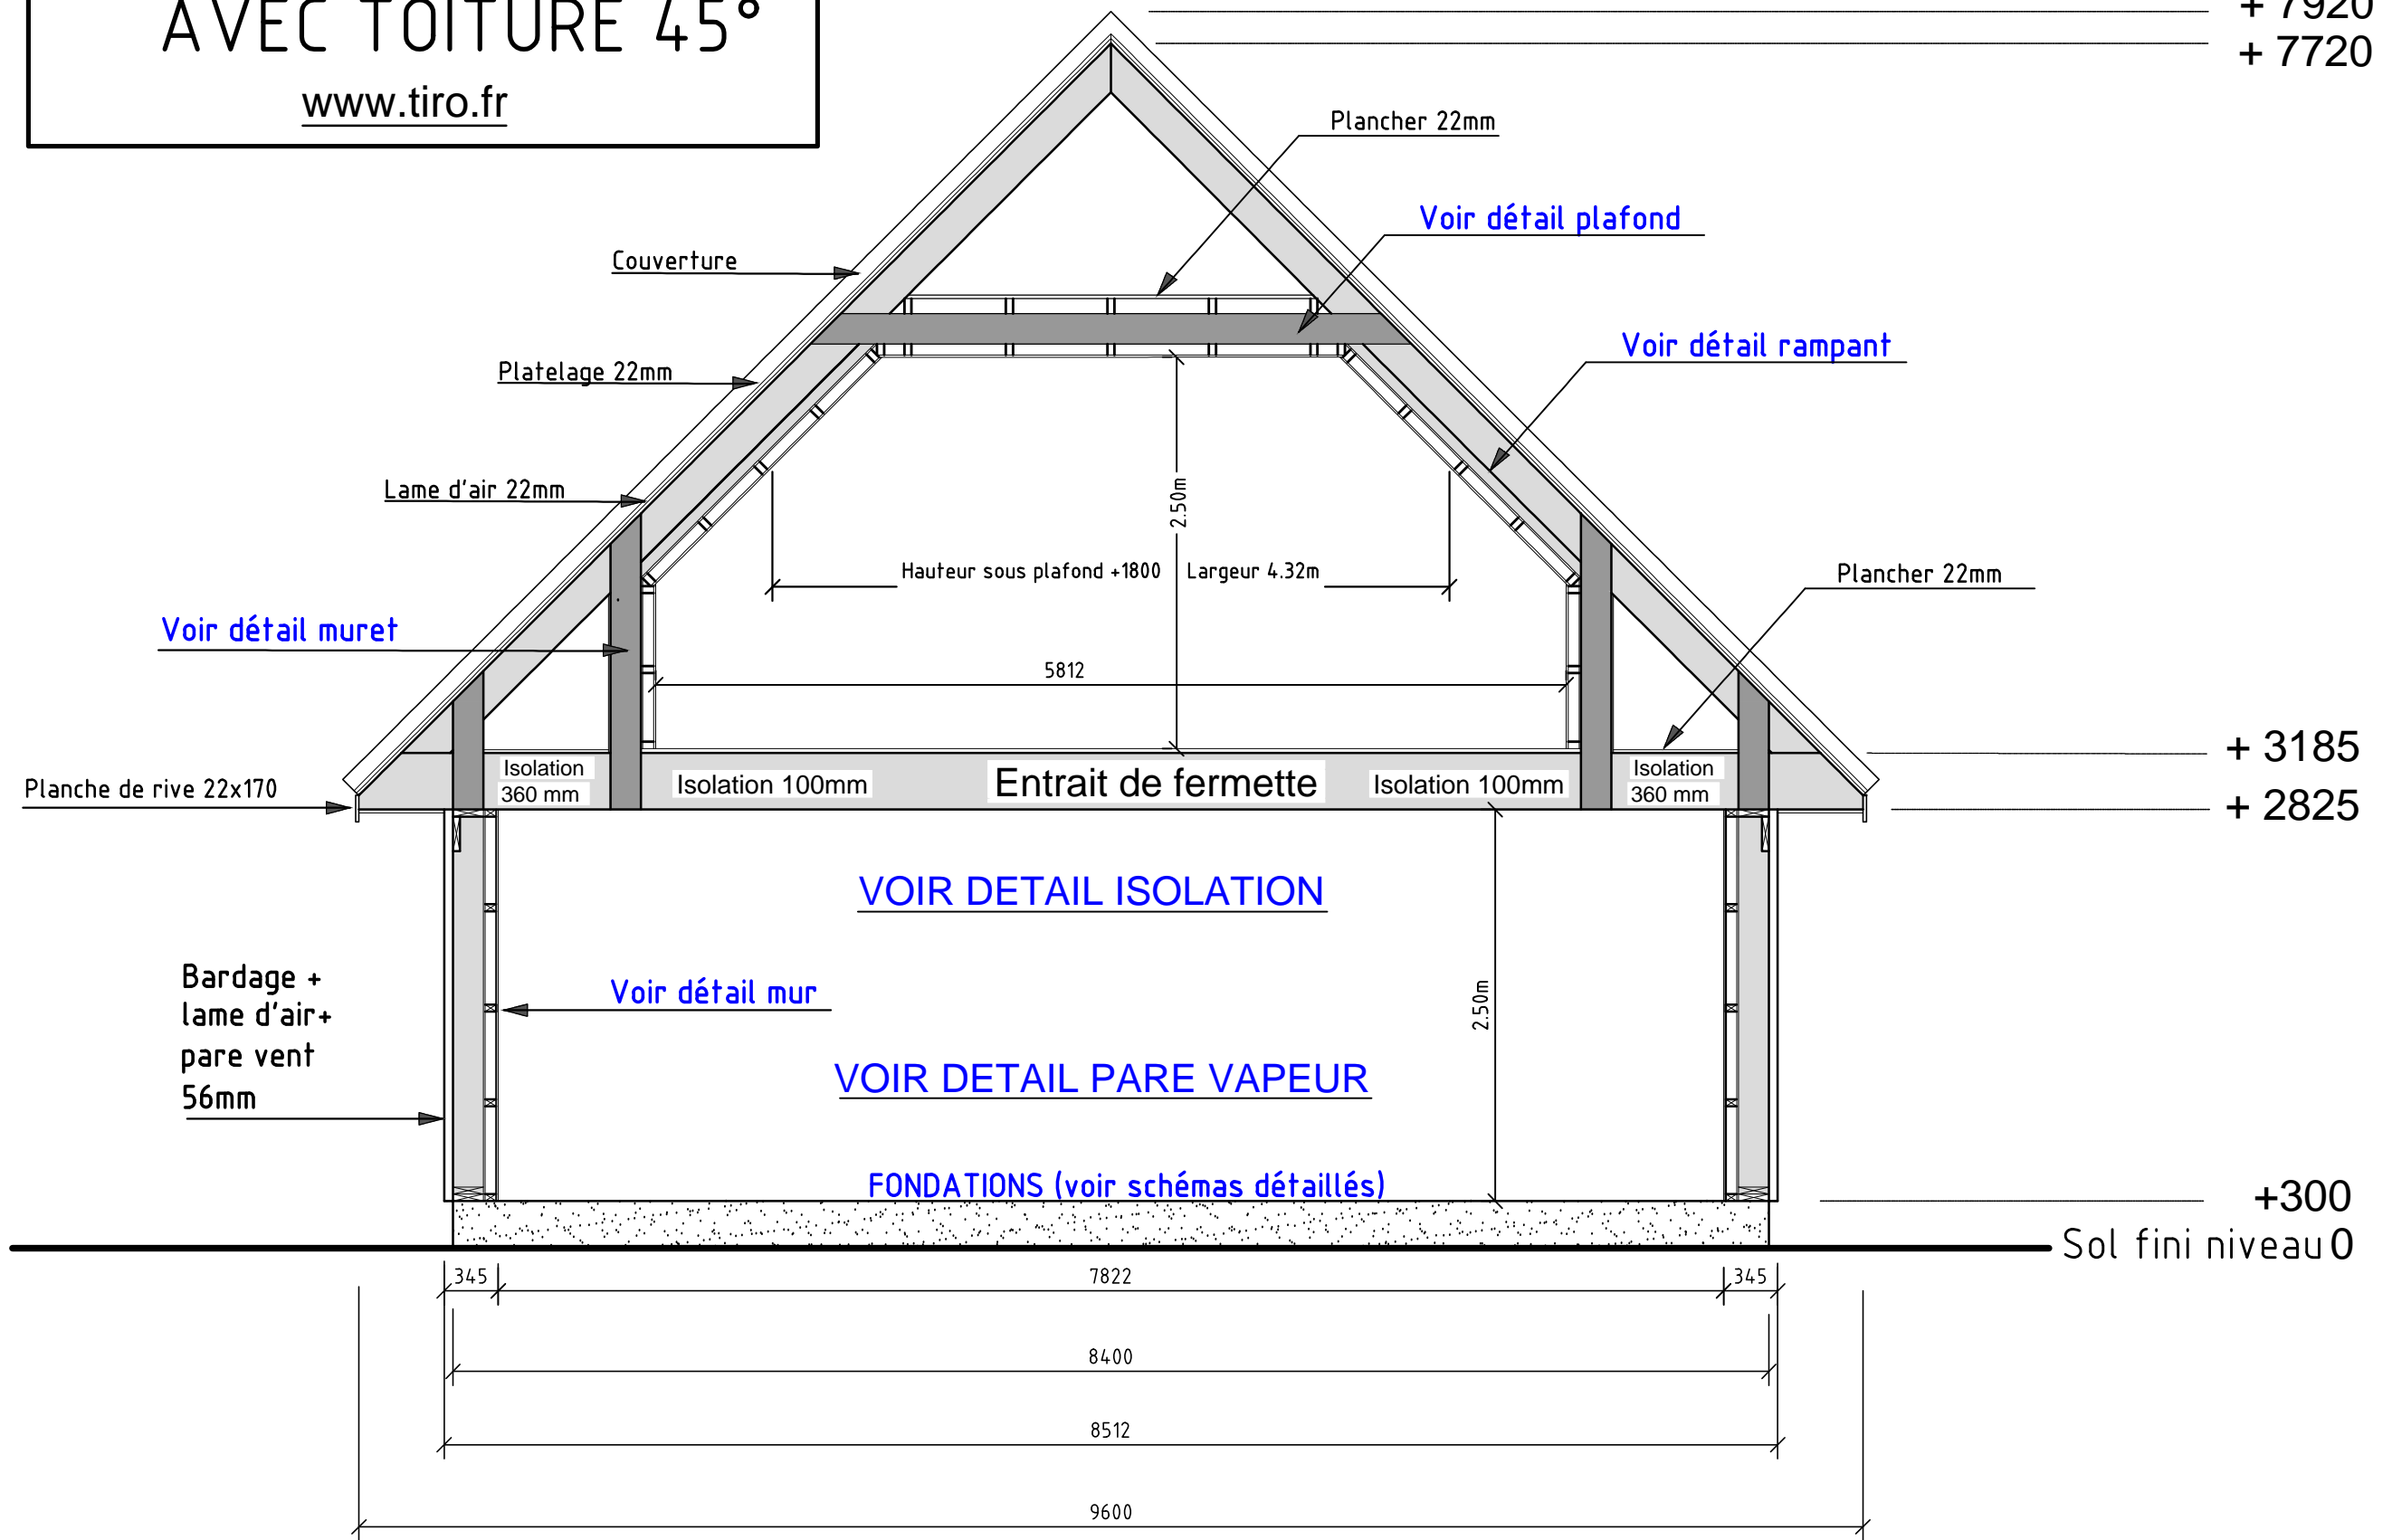 AVEC TOITURE 45°
www.tiro.fr
+ 7920
+ 7720
Plancher 22mm
Voir détail plafond
Couverture
Voir détail rampant
Platelage 22mm
Lame d'air 22mm
2.50m
Hauteur sous plafond +1800
Largeur 4.32m
Plancher 22mm
Voir détail muret
5812
+ 3185
Isolation
360 mm
Isolation 100mm
Entrait de fermette
Isolation 100mm
Isolation
360 mm
Planche de rive 22x170
+ 2825
VOIR DETAIL ISOLATION
Bardage +
lame d'air+
pare vent
56mm
Voir détail mur
2.50m
VOIR DETAIL PARE VAPEUR
FONDATIONS (voir schémas détaillés)
+300
Sol fini niveau 0
345
7822
345
8400
8512
9600